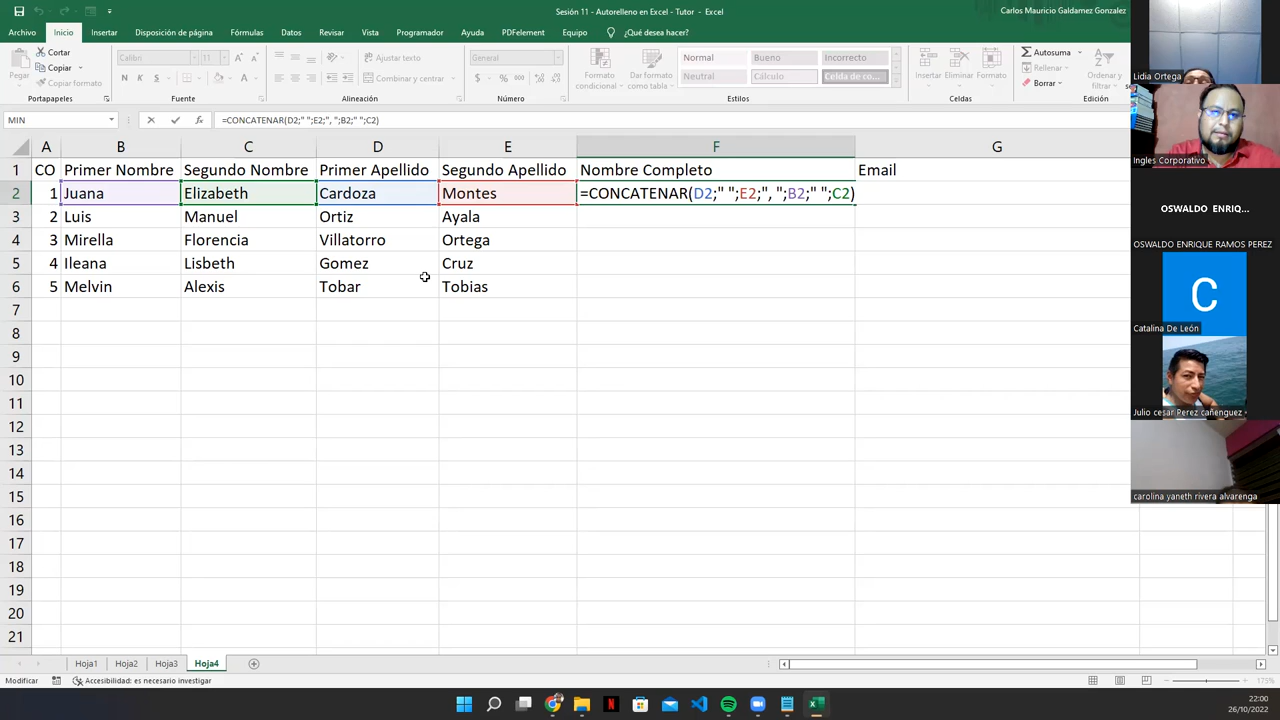 Sesión 11 - Autorelleno en Excel - Tutor - Excel
Carlos Mauricio Galdamez Gonzalez
Archivo Inicio Insertar Disposición de página Fórmulas Datos Revisar Vista Programador Ayuda PDFelement Equipo ¿Qué desea hacer?
Pegar
Cortar
Copiar
Copiar formato
Portapapeles
Calibri 11
N K S
Fuente
Ajustar texto
Combinar y centrar
Alineación
General
$ % 000
Número
Formato condicional
Dar formato como tabla
Normal Bueno Incorrecto
Neutral Cálculo Celda de co...
Estilos
Insertar Eliminar Formato
Celdas
Autosuma
Rellenar
Borrar
Ordenar y filtrar
Edición
MIN =CONCATENAR(D2;" ";E2;", ";B2;" ";C2)
A B C D E F G
1 CO Primer Nombre Segundo Nombre Primer Apellido Segundo Apellido Nombre Completo Email
2 1 Juana Elizabeth Cardoza Montes =CONCATENAR(D2;" ";E2;", ";B2;" ";C2)
3 2 Luis Manuel Ortiz Ayala
4 3 Mirella Florencia Villatorro Ortega
5 4 Ileana Lisbeth Gomez Cruz
6 5 Melvin Alexis Tobar Tobias
7
8
9
10
11
12
13
14
15
16
17
18
19
20
21
Hoja1 Hoja2 Hoja3 Hoja4
Modificar Accesibilidad: es necesario investigar 175%
22:00
26/10/2022
Lidia Ortega
Ingles Corporativo
OSWALDO ENRIQ...
OSWALDO ENRIQUE RAMOS PEREZ
C
Catalina De León
Julio cesar Perez cañenguez
carolina yaneth rivera alvarenga